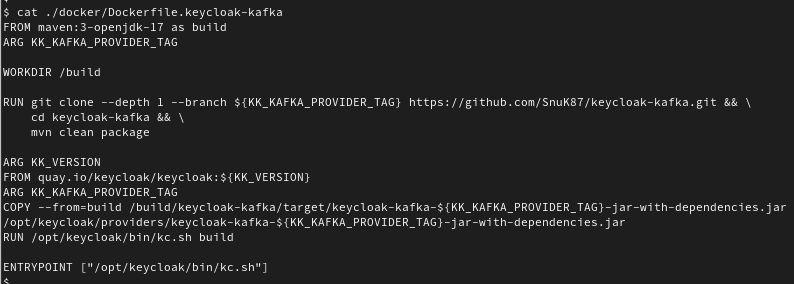 $ cat ./docker/Dockerfile.keycloak-kafka
FROM maven:3-openjdk-17 as build
ARG KK_KAFKA_PROVIDER_TAG

WORKDIR /build

RUN git clone --depth 1 --branch ${KK_KAFKA_PROVIDER_TAG} https://github.com/SnuK87/keycloak-kafka.git && \
    cd keycloak-kafka && \
    mvn clean package

ARG KK_VERSION
FROM quay.io/keycloak/keycloak:${KK_VERSION}
ARG KK_KAFKA_PROVIDER_TAG
COPY --from=build /build/keycloak-kafka/target/keycloak-kafka-${KK_KAFKA_PROVIDER_TAG}-jar-with-dependencies.jar
/opt/keycloak/providers/keycloak-kafka-${KK_KAFKA_PROVIDER_TAG}-jar-with-dependencies.jar
RUN /opt/keycloak/bin/kc.sh build

ENTRYPOINT ["/opt/keycloak/bin/kc.sh"]
$